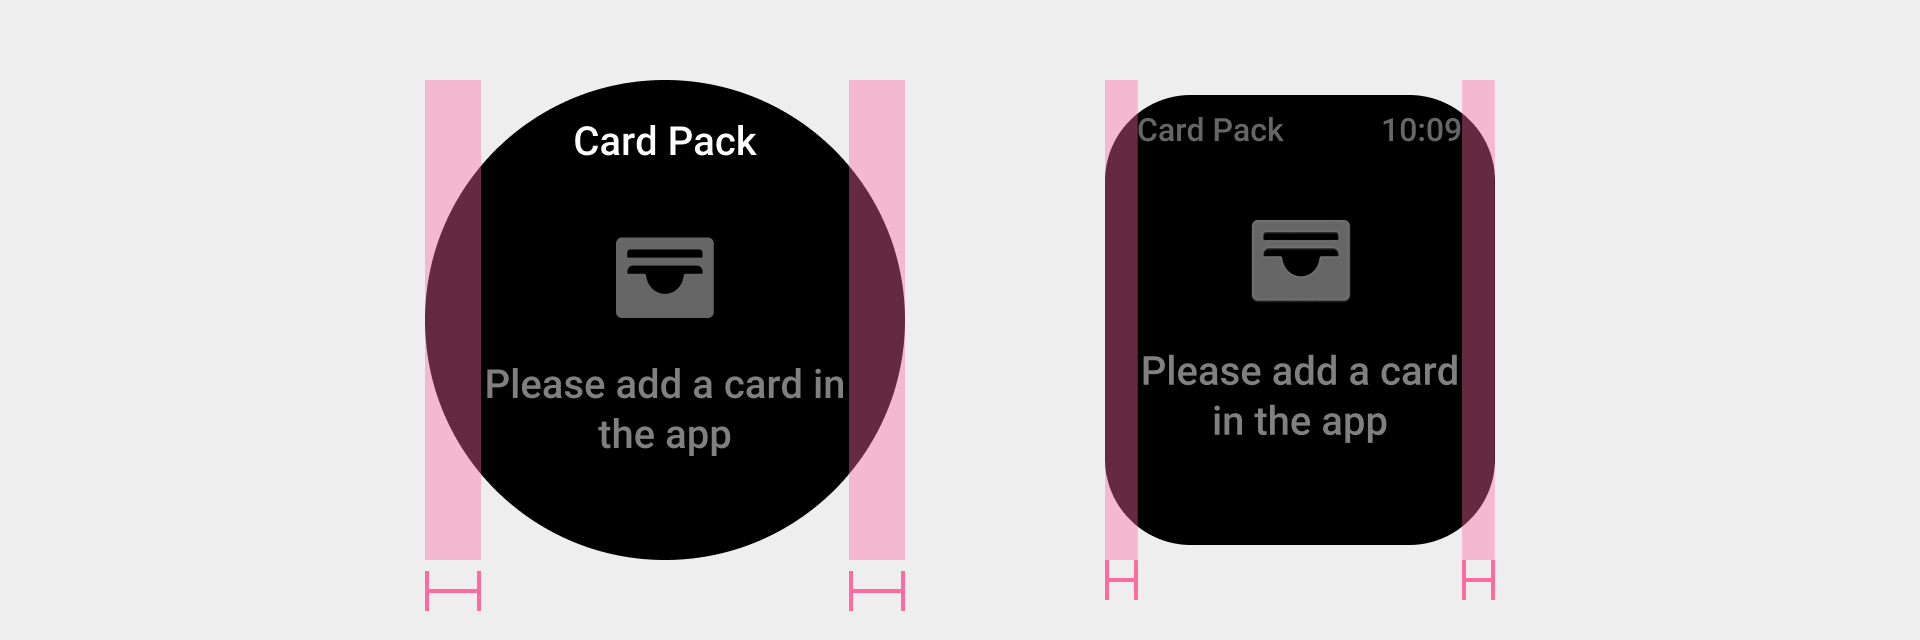 Card Pack
Please add a card in
the app
Card Pack 10:09
Please add a card
in the app